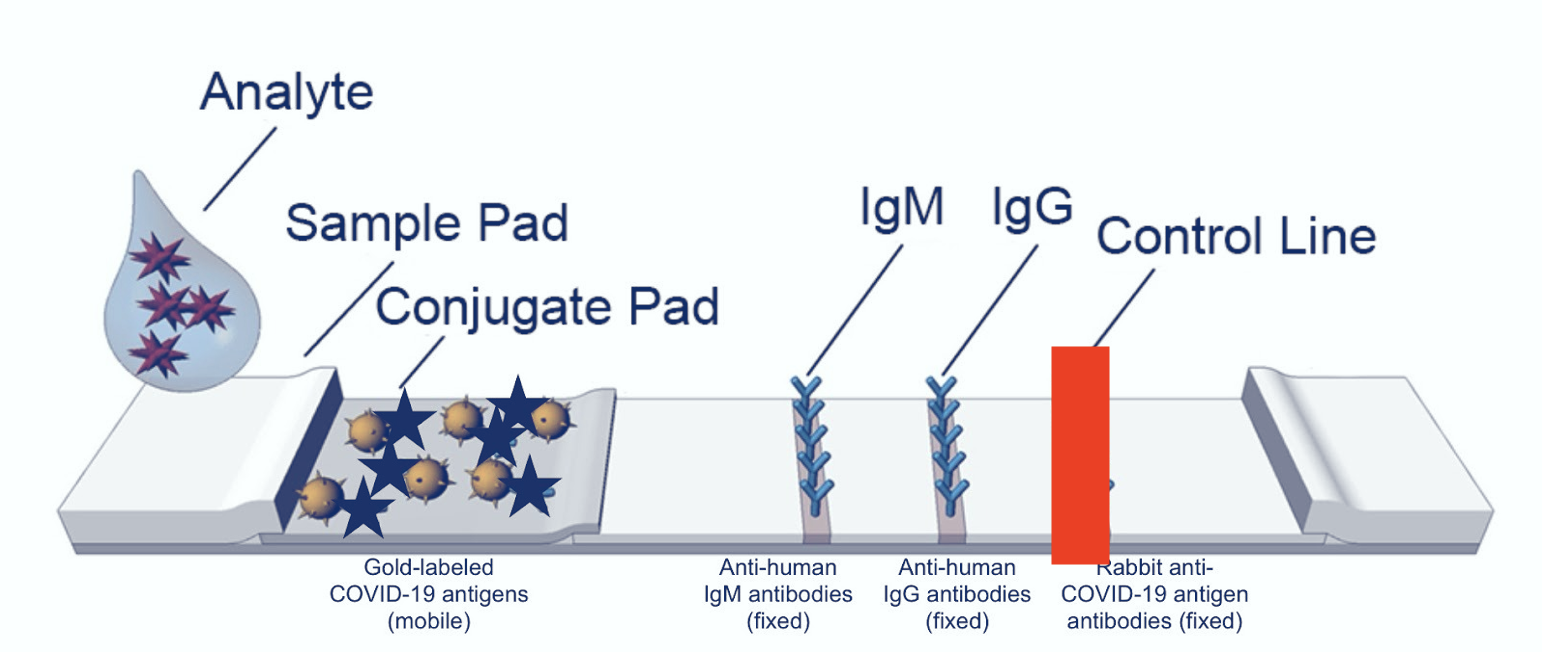 Analyte
Sample Pad
Conjugate Pad
IgM
IgG
Control Line
Gold-labeled
COVID-19 antigens
(mobile)
Anti-human
IgM antibodies
(fixed)
Anti-human
IgG antibodies
(fixed)
Rabbit anti-
COVID-19 antigen
antibodies (fixed)